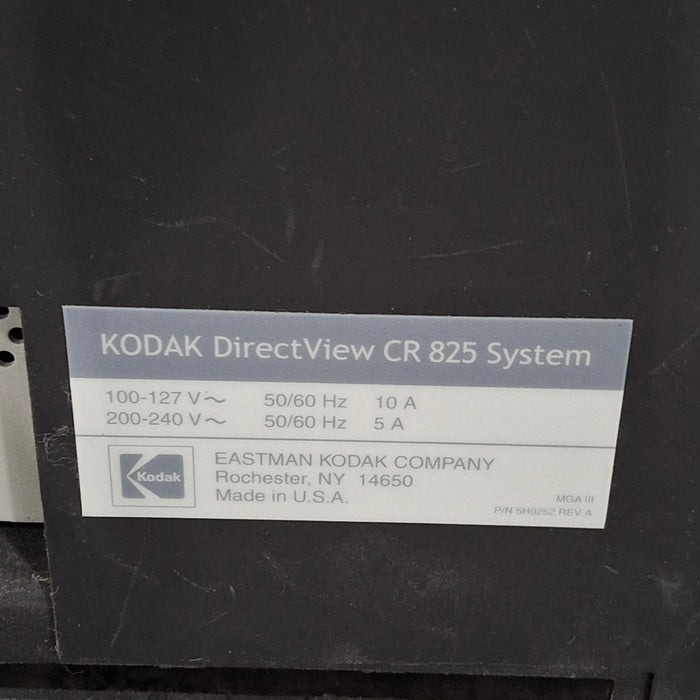 KODAK DirectView CR 825 System
100-127 V~ 50/60 Hz 10 A
200-240 V~ 50/60 Hz 5 A
Kodak
EASTMAN KODAK COMPANY
Rochester, NY 14650
Made in U.S.A.
MGA III
P/N 5H0252 REV A